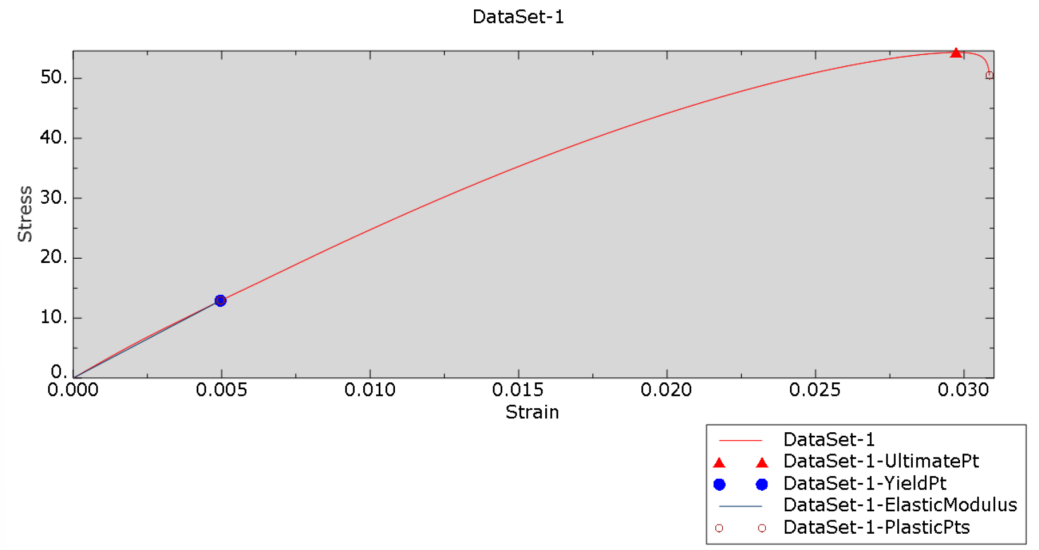 DataSet-1
50.
40.
30.
20.
10.
0.
Stress
0.000 0.005 0.010 0.015 0.020 0.025 0.030
Strain
DataSet-1
DataSet-1-UltimatePt
DataSet-1-YieldPt
DataSet-1-ElasticModulus
DataSet-1-PlasticPts